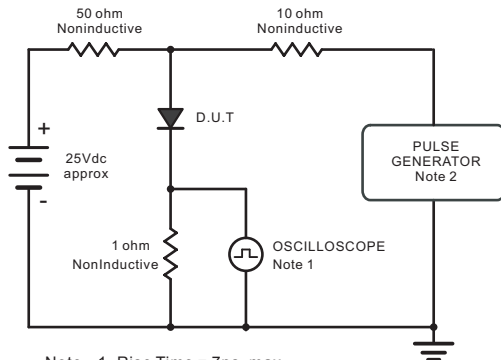 50 ohm
Noninductive
10 ohm
Noninductive
D.U.T
+
25Vdc
approx
-
PULSE
GENERATOR
Note 2
1 ohm
NonInductive
OSCILLOSCOPE
Note 1